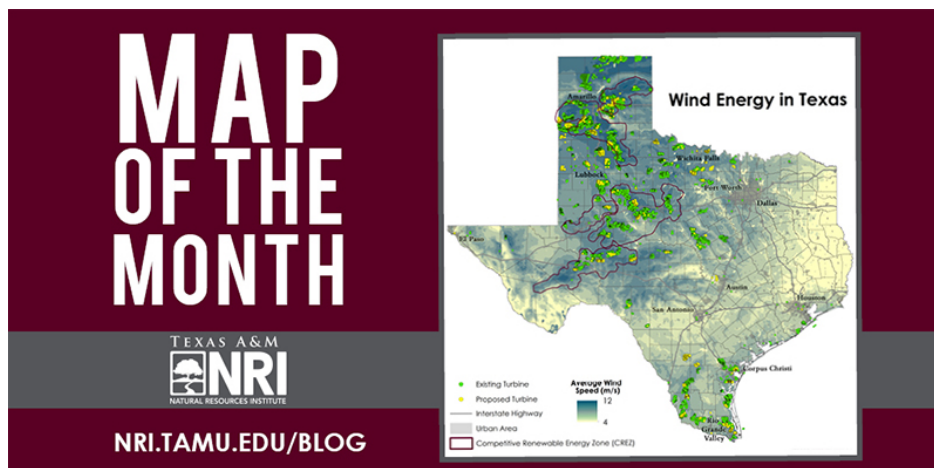 MAP
OF THE
MONTH
TEXAS A&M
NRI
NATURAL RESOURCES INSTITUTE
NRI.TAMU.EDU/BLOG
Wind Energy in Texas
Amarillo
Wichita Falls
Lubbock
Fort Worth
Dallas
El Paso
Austin
San Antonio
Houston
Corpus Christi
Rio
Grande
Valley
Existing Turbine
Proposed Turbine
Interstate Highway
Urban Area
Competitive Renewable Energy Zone (CREZ)
Average Wind
Speed (m/s)
12
4